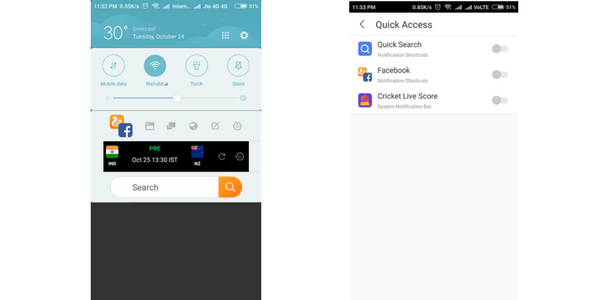 11:52 PM 9.55K/s Intern... Jio 4G 4G 51%
30° Overcast
Tuesday, October 24
Mobile data Rishabh Torch Silent
PRE
IND Oct 25 13:30 IST NZ
Search
11:53 PM 0.85K/s VoLTE 51%
Quick Access
Quick Search
Notification Shortcuts
Facebook
Notification Shortcuts
Cricket Live Score
System Notification Bar